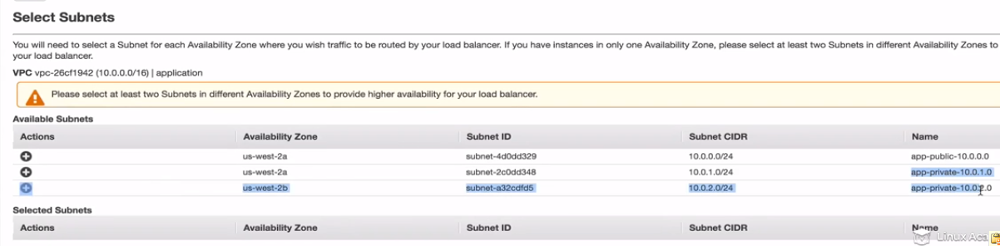 Select Subnets
You will need to select a Subnet for each Availability Zone where you wish traffic to be routed by your load balancer. If you have instances in only one Availability Zone, please select at least two Subnets in different Availability Zones to
your load balancer.
VPC vpc-26cf1942 (10.0.0.0/16) | application
Please select at least two Subnets in different Availability Zones to provide higher availability for your load balancer.
Available Subnets
Actions Availability Zone Subnet ID Subnet CIDR Name
us-west-2a subnet-4d0dd329 10.0.0.0/24 app-public-10.0.0.0
us-west-2a subnet-2c0dd348 10.0.1.0/24 app-private-10.0.1.0
us-west-2b subnet-a32cdfd5 10.0.2.0/24 app-private-10.0.2.0
Selected Subnets
Actions Availability Zone Subnet ID Subnet CIDR Name
Linux Aca